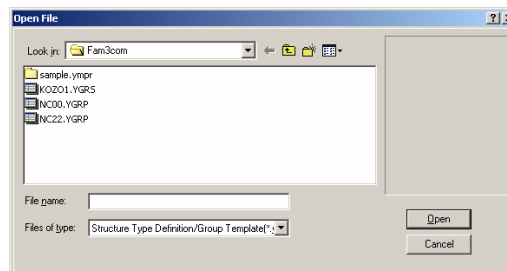 Open File
Look in: Fam3com
sample.ympr
KOZO1.YGRS
NC00.YGRP
NC22.YGRP
File name:
Open
Files of type: Structure Type Definition/Group Template(*.
Cancel